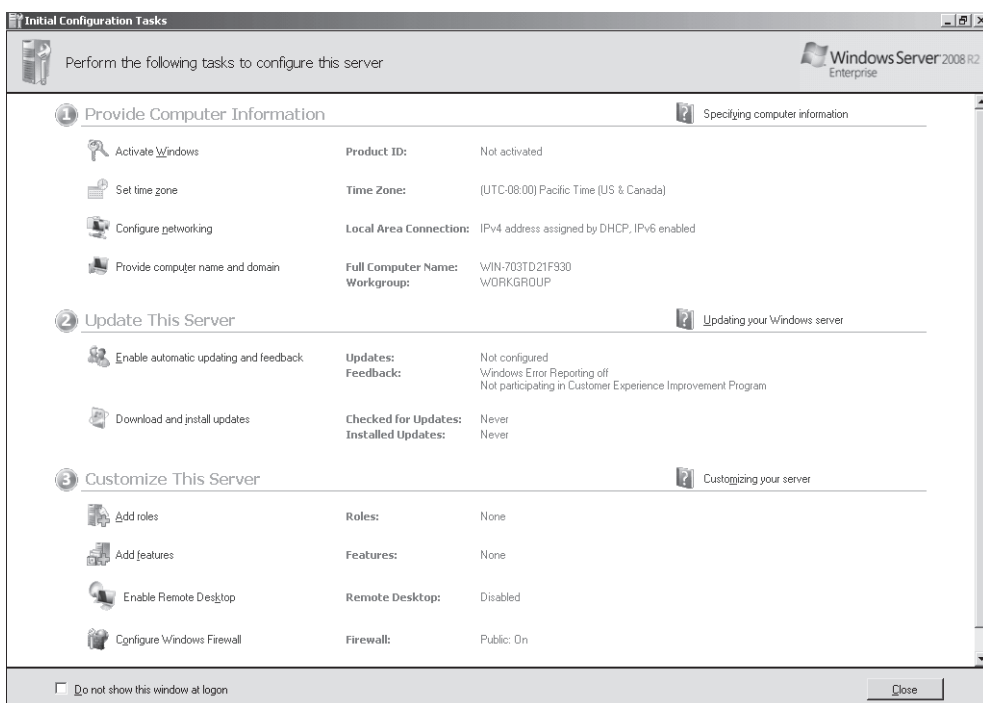 Initial Configuration Tasks
Perform the following tasks to configure this server
Windows Server 2008 R2
Enterprise
1 Provide Computer Information
Specifying computer information
Activate Windows Product ID: Not activated
Set time zone Time Zone: (UTC-08:00) Pacific Time (US & Canada)
Configure networking Local Area Connection: IPv4 address assigned by DHCP, IPv6 enabled
Provide computer name and domain Full Computer Name: WIN-703TD21F930
Workgroup: WORKGROUP
2 Update This Server
Updating your Windows server
Enable automatic updating and feedback Updates: Not configured
Feedback: Windows Error Reporting off
Not participating in Customer Experience Improvement Program
Download and install updates Checked for Updates: Never
Installed Updates: Never
3 Customize This Server
Customizing your server
Add roles Roles: None
Add features Features: None
Enable Remote Desktop Remote Desktop: Disabled
Configure Windows Firewall Firewall: Public: On
Do not show this window at logon
Close